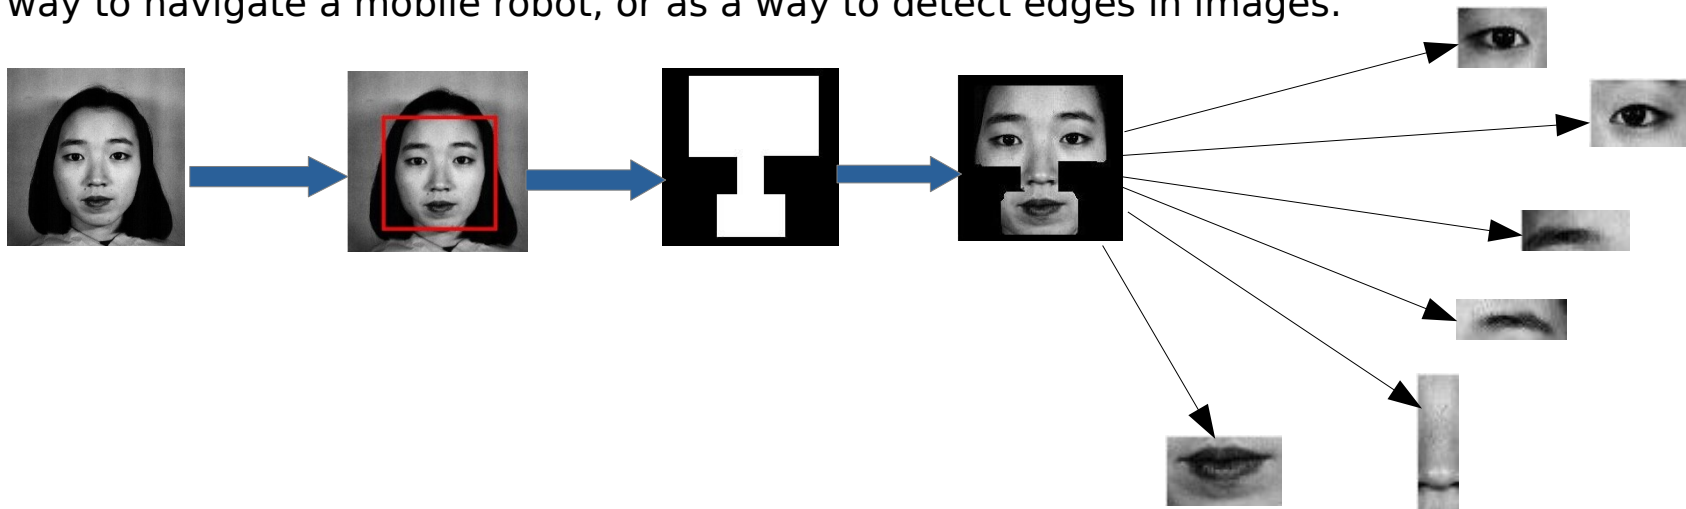 way to navigate a mobile robot, or as a way to detect edges in images.